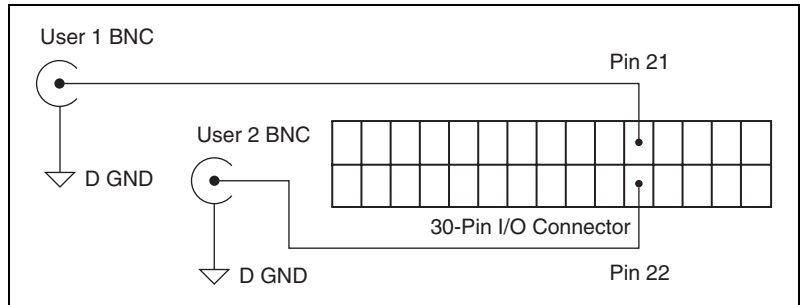 User 1 BNC
Pin 21
User 2 BNC
D GND
30-Pin I/O Connector
D GND
Pin 22